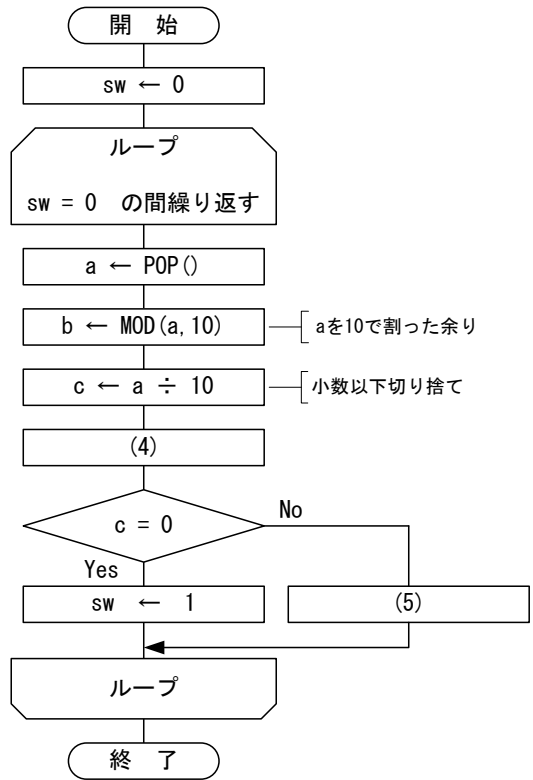 開 始
sw ← 0
ループ
sw = 0 の間繰り返す
a ← POP()
b ← MOD(a,10)
aを10で割った余り
c ← a ÷ 10
小数以下切り捨て
(4)
c = 0
No
Yes
sw ← 1
(5)
ループ
終 了